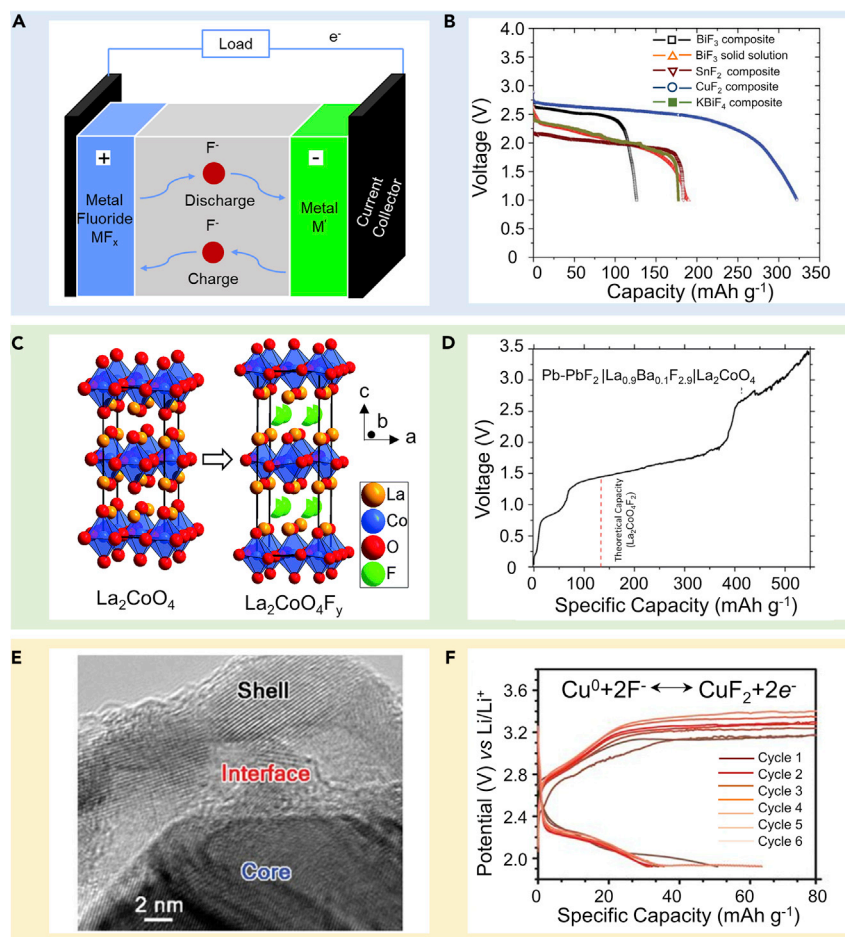 A
Load
e-
+
-
F-
Discharge
F-
Charge
Metal
Fluoride
MFx
Metal
M'
Current
Collector
B
Voltage (V)
4.0
3.5
3.0
2.5
2.0
1.5
1.0
0.5
0
BiF3 composite
BiF3 solid solution
SnF2 composite
CuF2 composite
KBiF4 composite
0 50 100 150 200 250 300 350
Capacity (mAh g-1)
C
c
b
a
La
Co
O
F
La2CoO4
La2CoO4Fy
D
Voltage (V)
3.5
3.0
2.5
2.0
1.5
1.0
0.5
0
Pb-PbF2|La0.9Ba0.1F2.9|La2CoO4
Theoretical Capacity
(La2CoO4F2)
0 100 200 300 400 500
Specific Capacity (mAh g-1)
E
Shell
Interface
Core
2 nm
F
Potential (V) vs Li/Li+
3.6
3.2
2.8
2.4
2.0
Cu0+2F- ⟷ CuF2+2e-
Cycle 1
Cycle 2
Cycle 3
Cycle 4
Cycle 5
Cycle 6
0 20 40 60 80
Specific Capacity (mAh g-1)